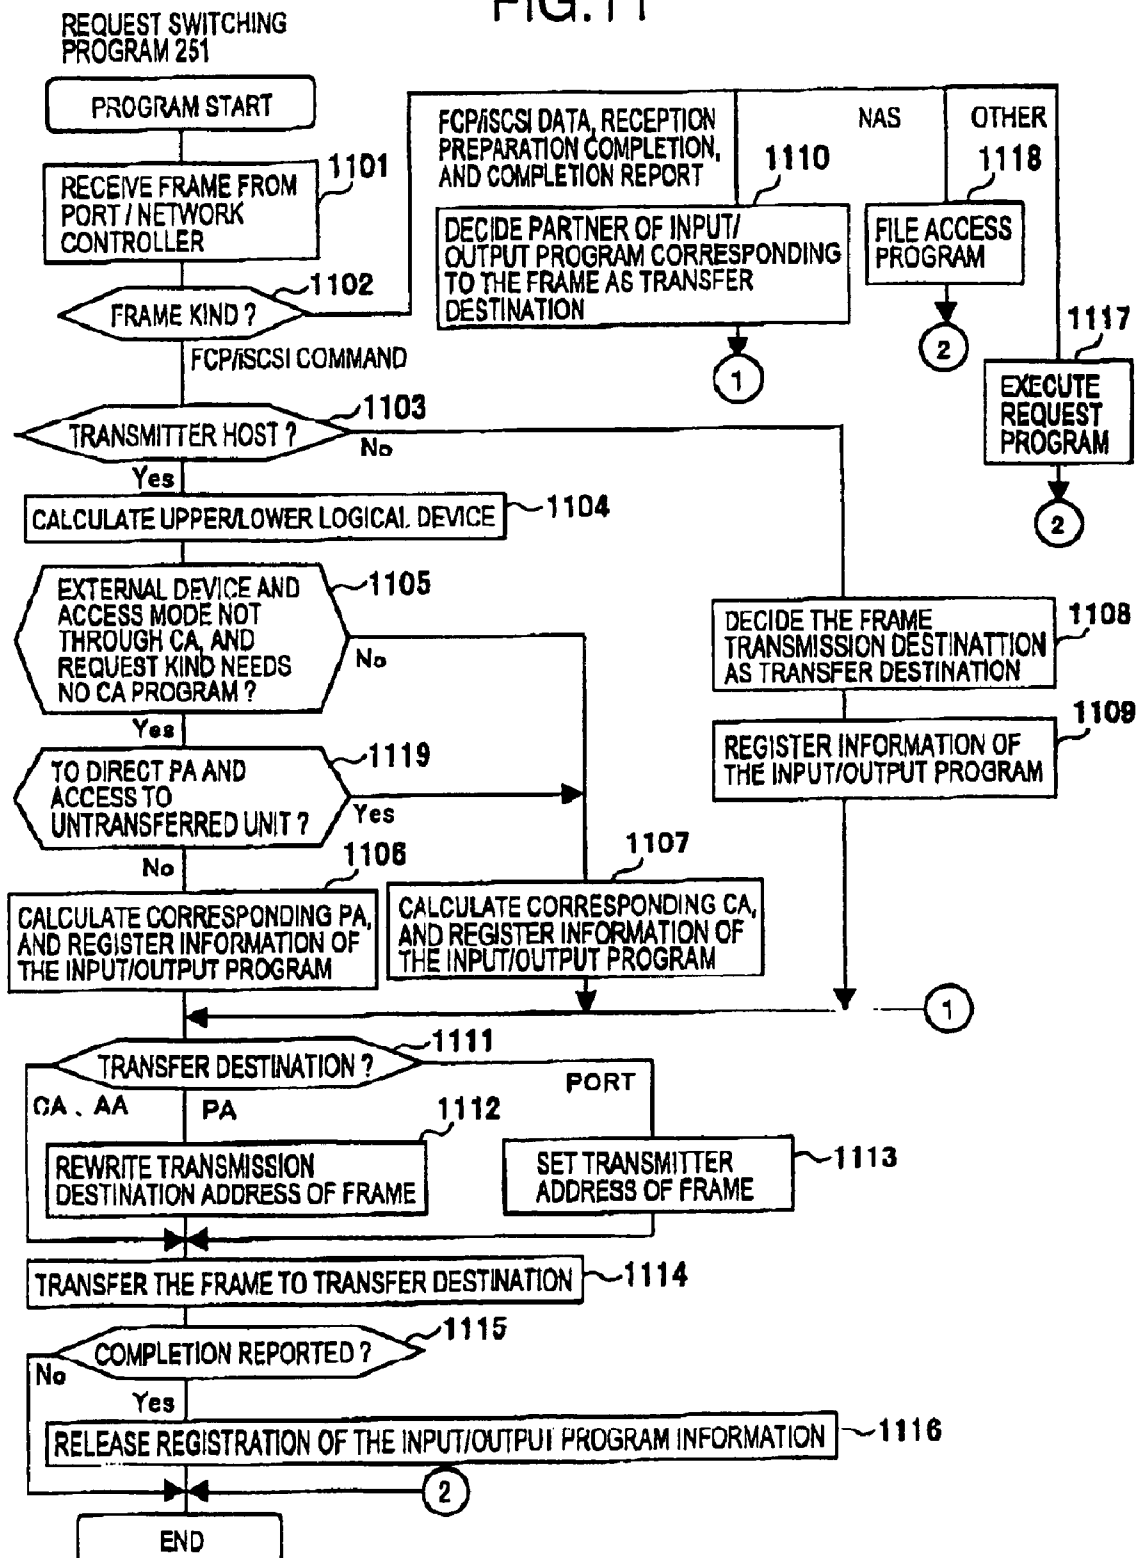 FIG.11
REQUEST SWITCHING
PROGRAM 251
PROGRAM START
RECEIVE FRAME FROM
PORT / NETWORK
CONTROLLER
1101
FRAME KIND ?
1102
FCP/iSCSI COMMAND
FCP/iSCSI DATA, RECEPTION
PREPARATION COMPLETION,
AND COMPLETION REPORT
1110
DECIDE PARTNER OF INPUT/
OUTPUT PROGRAM CORRESPONDING
TO THE FRAME AS TRANSFER
DESTINATION
1
NAS
1118
FILE ACCESS
PROGRAM
2
OTHER
1117
EXECUTE
REQUEST
PROGRAM
2
TRANSMITTER HOST ?
1103
No
Yes
CALCULATE UPPER/LOWER LOGICAL DEVICE
1104
EXTERNAL DEVICE AND
ACCESS MODE NOT
THROUGH CA, AND
REQUEST KIND NEEDS
NO CA PROGRAM ?
1105
No
Yes
DECIDE THE FRAME
TRANSMISSION DESTINATTION
AS TRANSFER DESTINATION
1108
REGISTER INFORMATION OF
THE INPUT/OUTPUT PROGRAM
1109
TO DIRECT PA AND
ACCESS TO
UNTRANSFERRED UNIT ?
1119
Yes
No
1106
CALCULATE CORRESPONDING PA,
AND REGISTER INFORMATION OF
THE INPUT/OUTPUT PROGRAM
1107
CALCULATE CORRESPONDING CA,
AND REGISTER INFORMATION OF
THE INPUT/OUTPUT PROGRAM
1
TRANSFER DESTINATION ?
1111
CA , AA
PA
PORT
1112
REWRITE TRANSMISSION
DESTINATION ADDRESS OF FRAME
SET TRANSMITTER
ADDRESS OF FRAME
1113
TRANSFER THE FRAME TO TRANSFER DESTINATION
1114
COMPLETION REPORTED ?
1115
No
Yes
RELEASE REGISTRATION OF THE INPUT/OUTPUT PROGRAM INFORMATION
1116
2
END